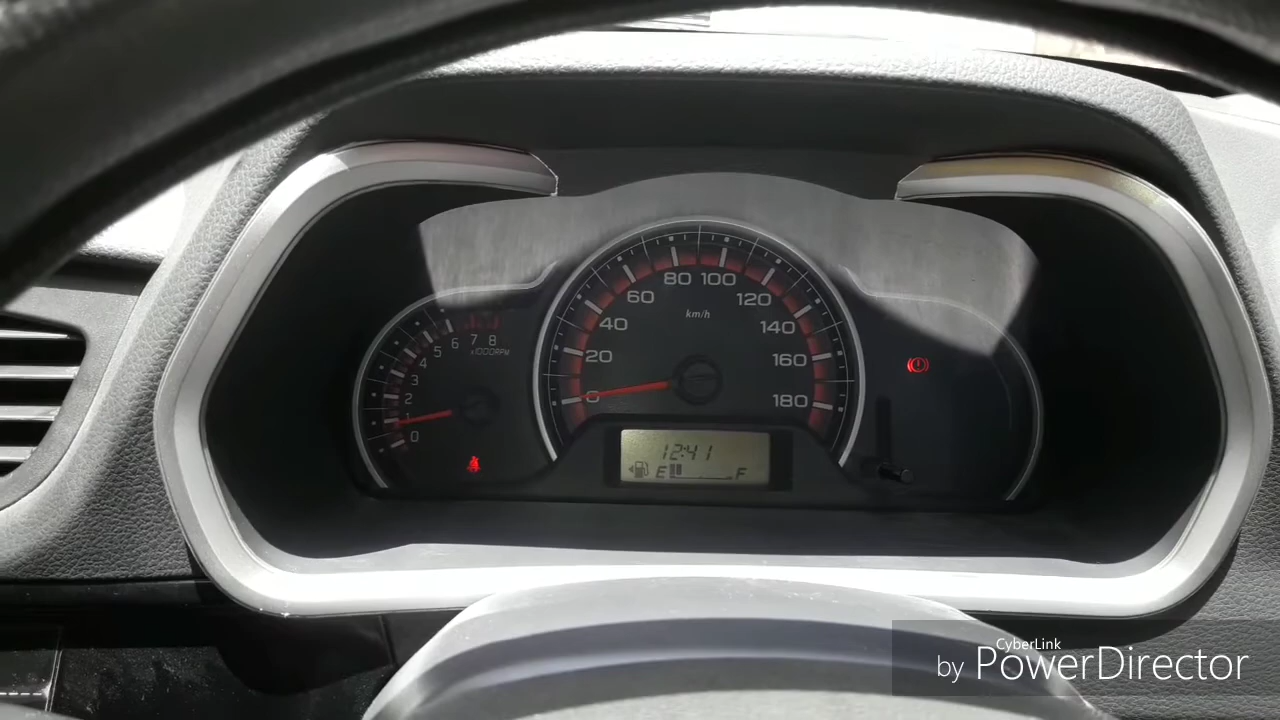 80 100
60 120
km/h
40 140
20 160
0 180
0 1 2 3 4 5 6 7 8
x1000RPM
12:41
E F
CyberLink
by PowerDirector